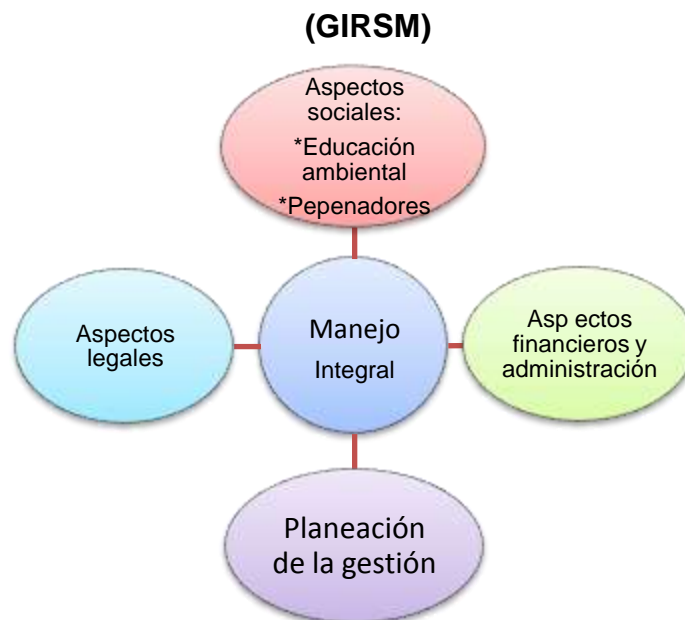 (GIRSM)
Aspectos
sociales:
*Educación
ambiental
*Pepenadores
Aspectos
legales
Manejo
Integral
Asp ectos
financieros y
administración
Planeación
de la gestión